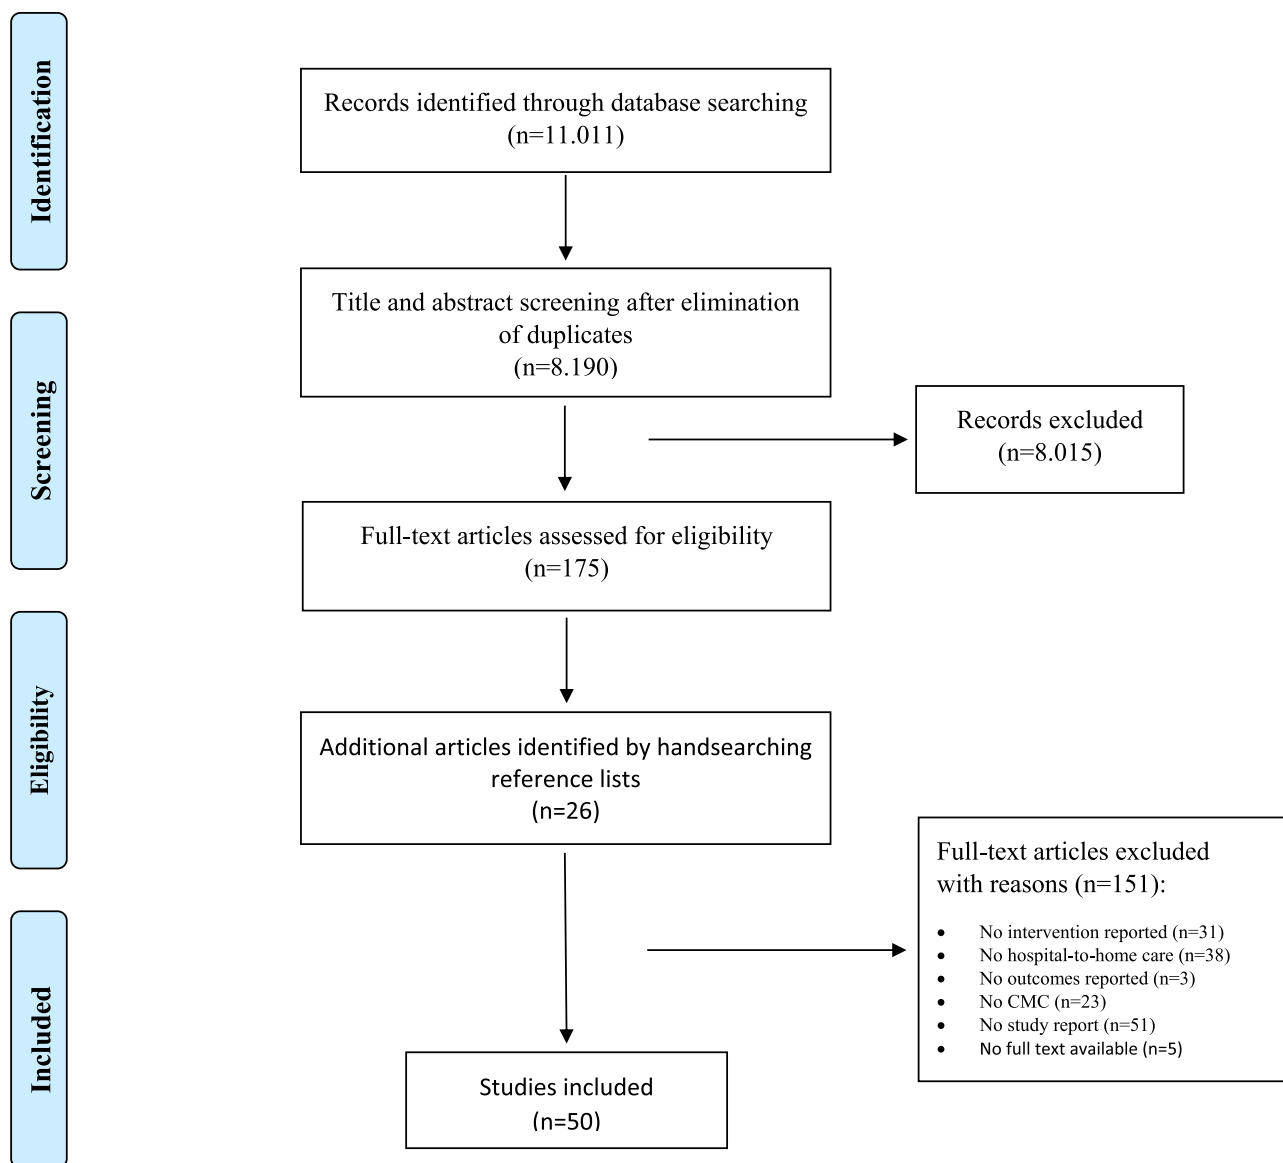 Identification
Records identified through database searching
(n=11.011)
Title and abstract screening after elimination
of duplicates
(n=8.190)
Screening
Records excluded
(n=8.015)
Full-text articles assessed for eligibility
(n=175)
Eligibility
Additional articles identified by handsearching
reference lists
(n=26)
Full-text articles excluded
with reasons (n=151):
• No intervention reported (n=31)
• No hospital-to-home care (n=38)
• No outcomes reported (n=3)
• No CMC (n=23)
• No study report (n=51)
• No full text available (n=5)
Included
Studies included
(n=50)